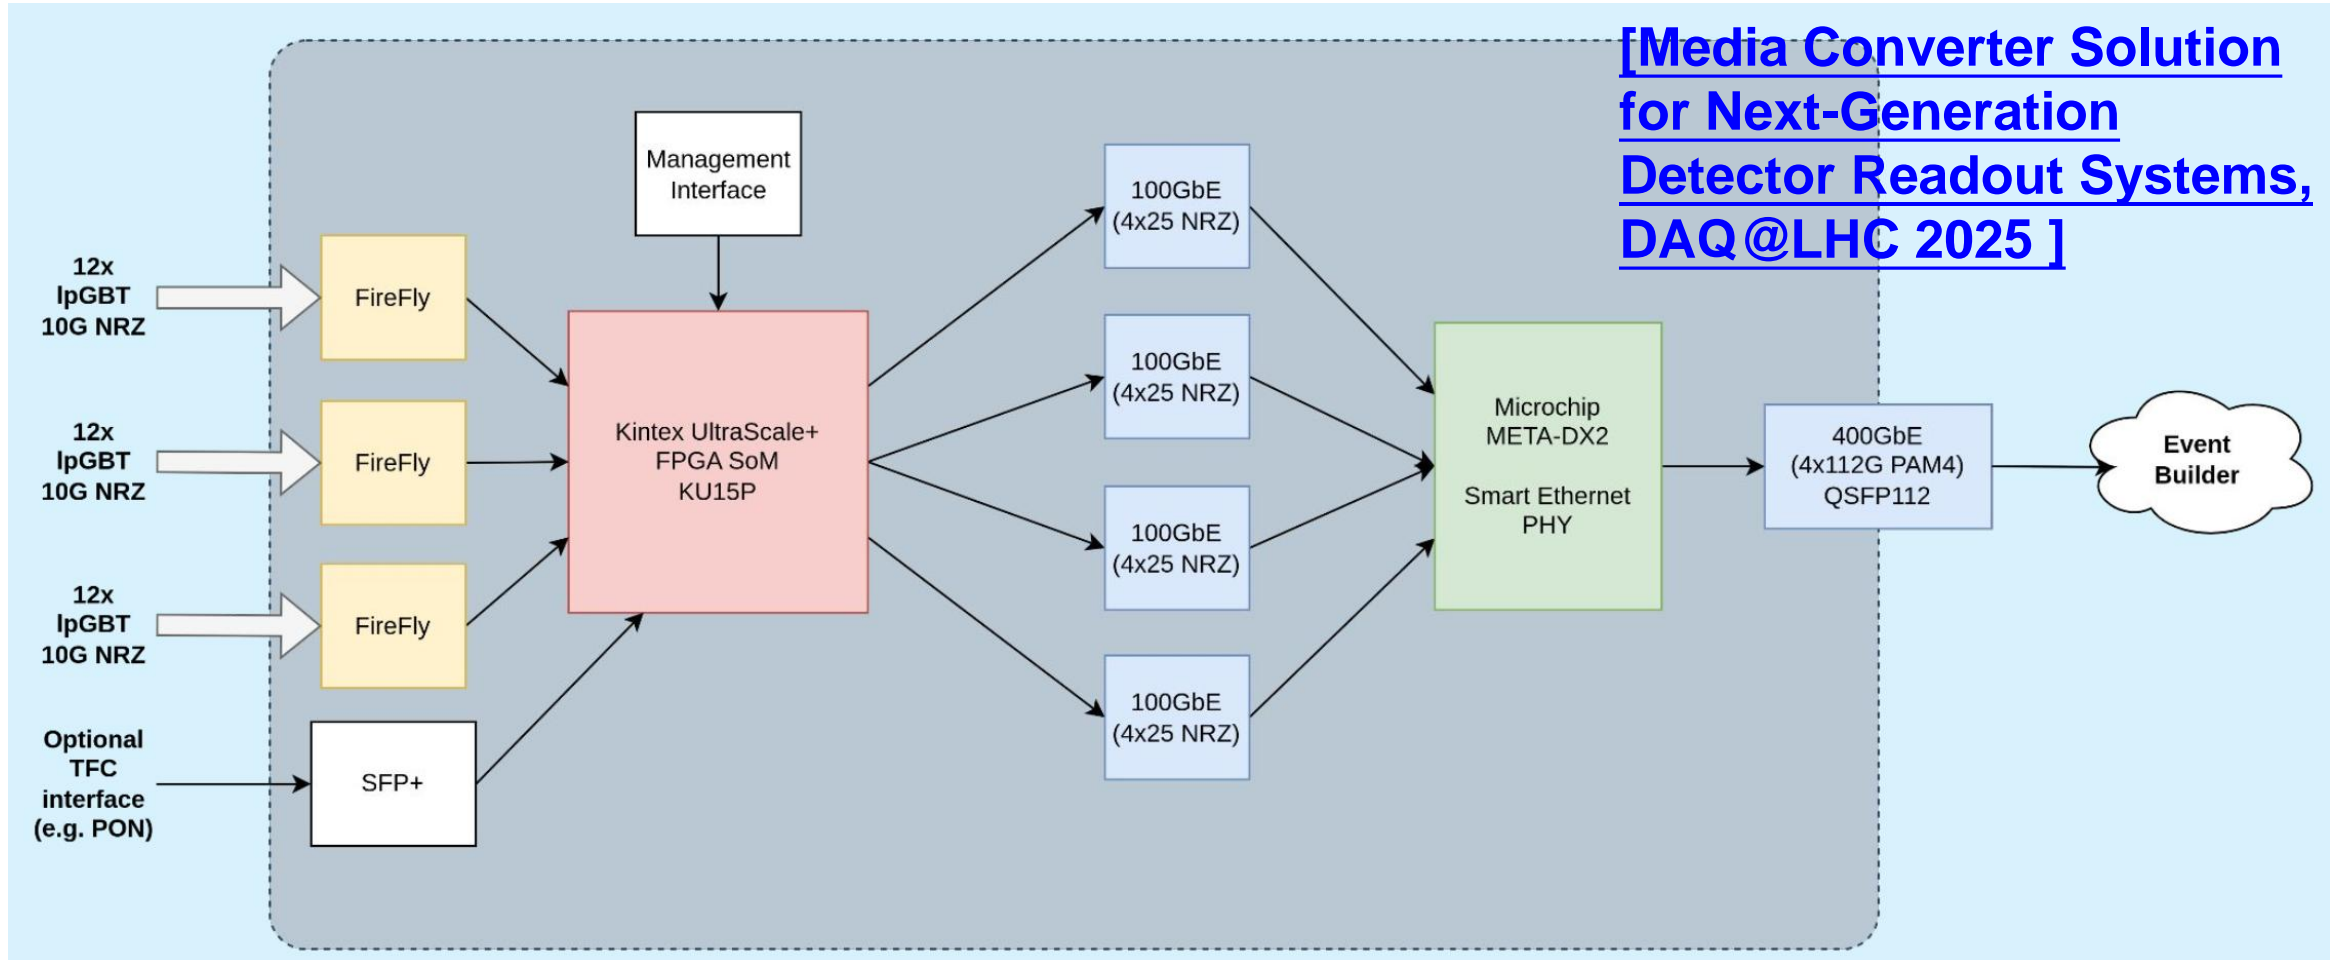 [Media Converter Solution
for Next-Generation
Detector Readout Systems,
DAQ@LHC 2025 ]
Management
Interface
12x
lpGBT
10G NRZ
FireFly
12x
lpGBT
10G NRZ
FireFly
12x
lpGBT
10G NRZ
FireFly
Optional
TFC
interface
(e.g. PON)
SFP+
Kintex UltraScale+
FPGA SoM
KU15P
100GbE
(4x25 NRZ)
100GbE
(4x25 NRZ)
100GbE
(4x25 NRZ)
100GbE
(4x25 NRZ)
Microchip
META-DX2
Smart Ethernet
PHY
400GbE
(4x112G PAM4)
QSFP112
Event
Builder